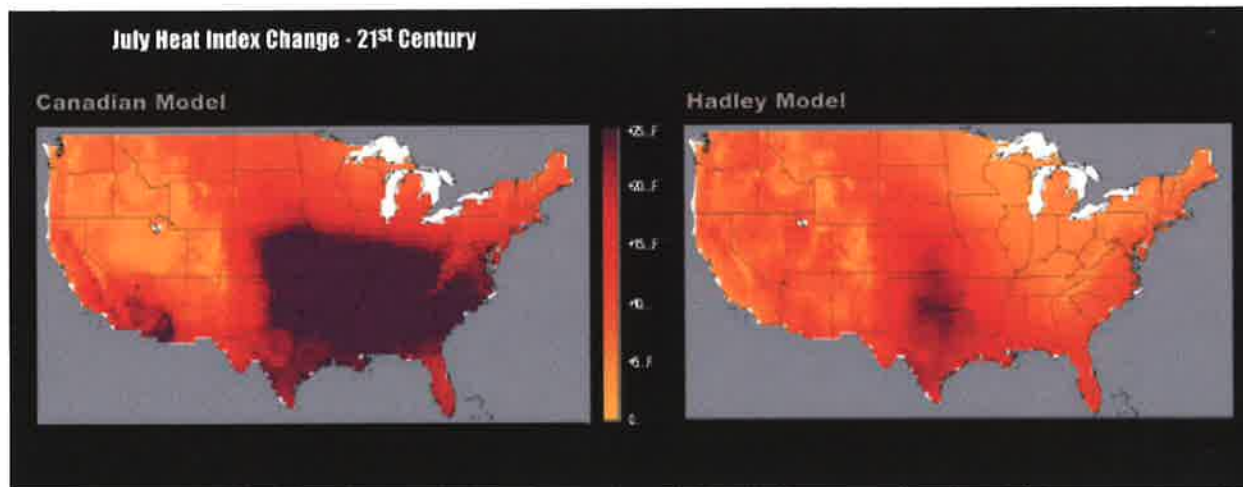 July Heat Index Change - 21st Century
Canadian Model
Hadley Model
+25..F
+20..F
+15..F
+10..F
+5..F
0.